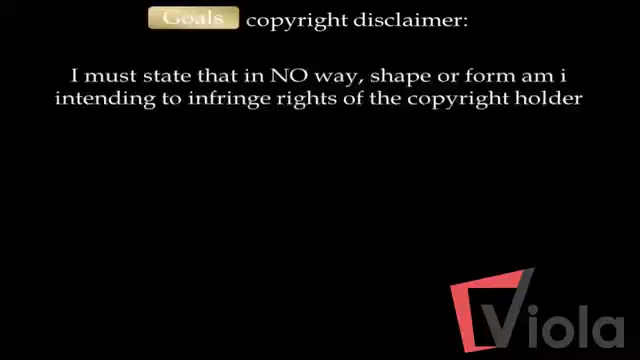 Goals copyright disclaimer:
I must state that in NO way, shape or form am i
intending to infringe rights of the copyright holder
Viola